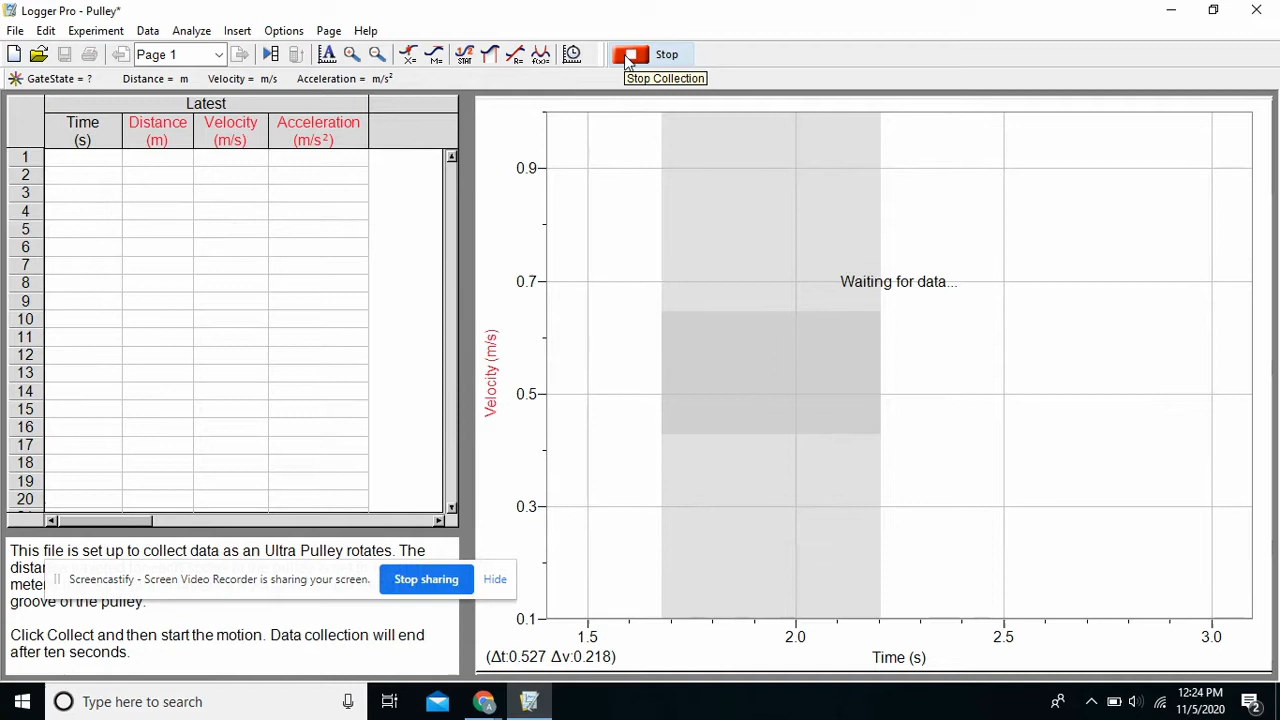 Logger Pro - Pulley*
File Edit Experiment Data Analyze Insert Options Page Help
Page 1 Stop
Stop Collection
GateState = ? Distance = m Velocity = m/s Acceleration = m/s²
Latest
Time Distance Velocity Acceleration
(s) (m) (m/s) (m/s²)
1
2
3
4
5
6
7
8
9
10
11
12
13
14
15
16
17
18
19
20
0.9
0.7
0.5
0.3
0.1
Velocity (m/s)
Waiting for data...
1.5 2.0 2.5 3.0
(Δt:0.527 Δv:0.218) Time (s)
This file is set up to collect data as an Ultra Pulley rotates. The
Screencastify - Screen Video Recorder is sharing your screen. Stop sharing Hide
groove of the pulley.
Click Collect and then start the motion. Data collection will end
after ten seconds.
Type here to search
12:24 PM
11/5/2020
2